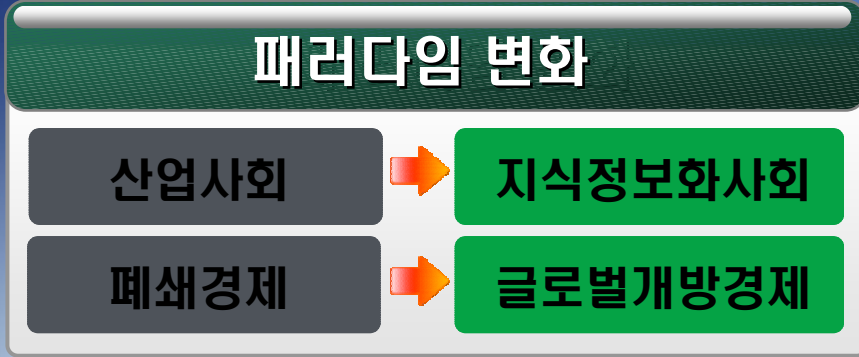 패러다임 변화
산업사회
지식정보화사회
폐쇄경제
글로벌개방경제